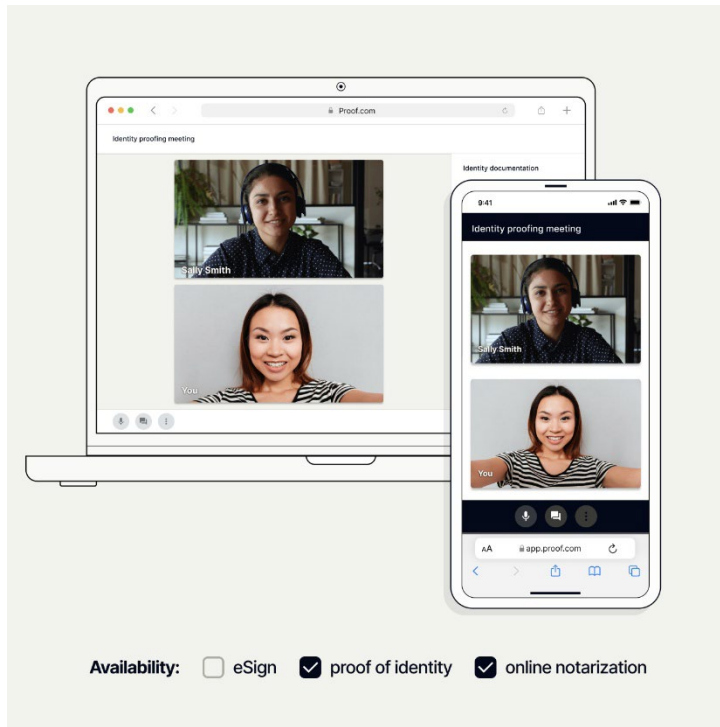 Proof.com
Identity proofing meeting
Identity documentation
Sally Smith
You
9:41
Identity proofing meeting
Sally Smith
You
AA
app.proof.com
Availability: eSign proof of identity online notarization